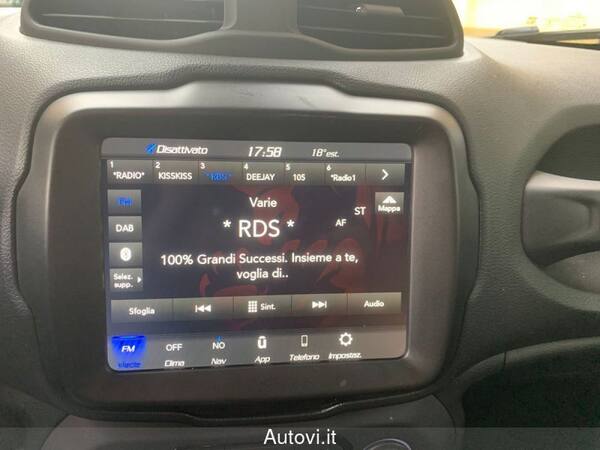 Disattivato 17:58 18°est.
1 2 3 4 5 6
*RADIO* KISSKISS *RDS* DEEJAY 105 *Radio1
FM
Varie
ST
Mappa
* RDS *
AF
DAB
100% Grandi Successi. Insieme a te,
voglia di..
Selez.
supp.
Sfoglia
Sint.
Audio
FM OFF NO
Clima Nav App Telefono Impostaz.
Autovi.it